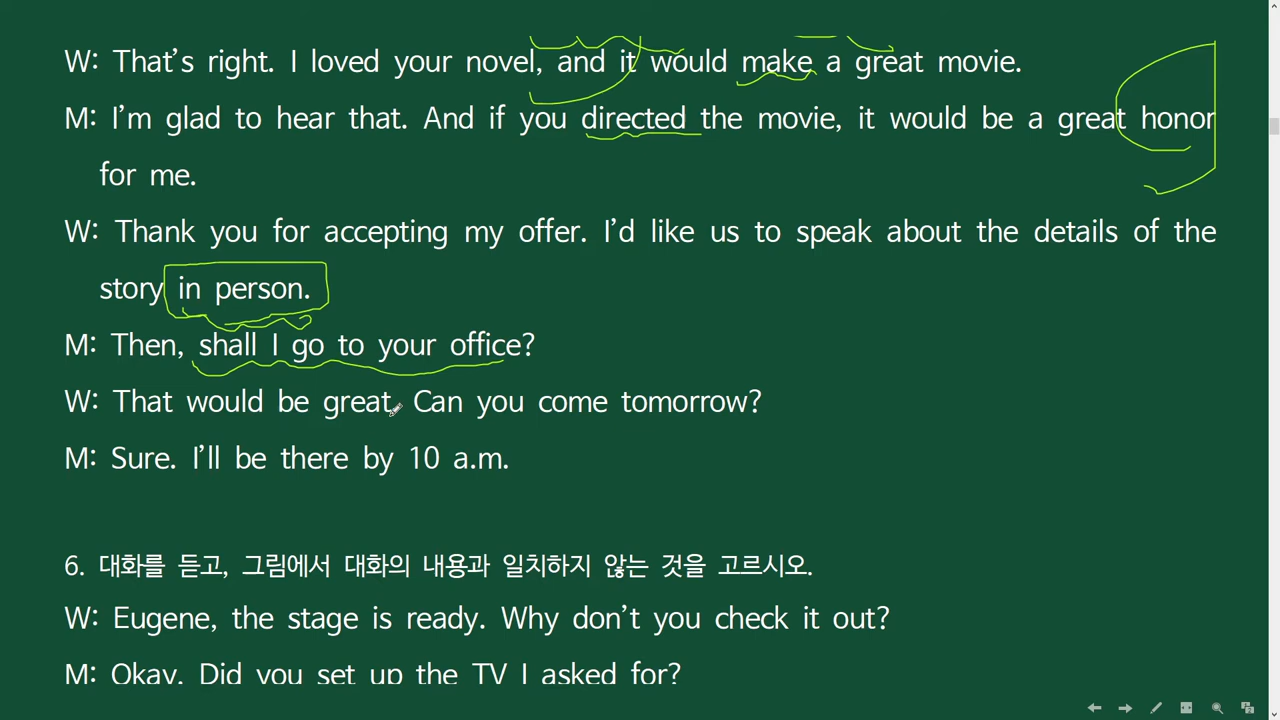 W: That's right. I loved your novel, and it would make a great movie.
M: I'm glad to hear that. And if you directed the movie, it would be a great honor
for me.
W: Thank you for accepting my offer. I'd like us to speak about the details of the
story in person.
M: Then, shall I go to your office?
W: That would be great. Can you come tomorrow?
M: Sure. I'll be there by 10 a.m.
6. 대화를 듣고, 그림에서 대화의 내용과 일치하지 않는 것을 고르시오.
W: Eugene, the stage is ready. Why don't you check it out?
M: Okay. Did you set up the TV I asked for?